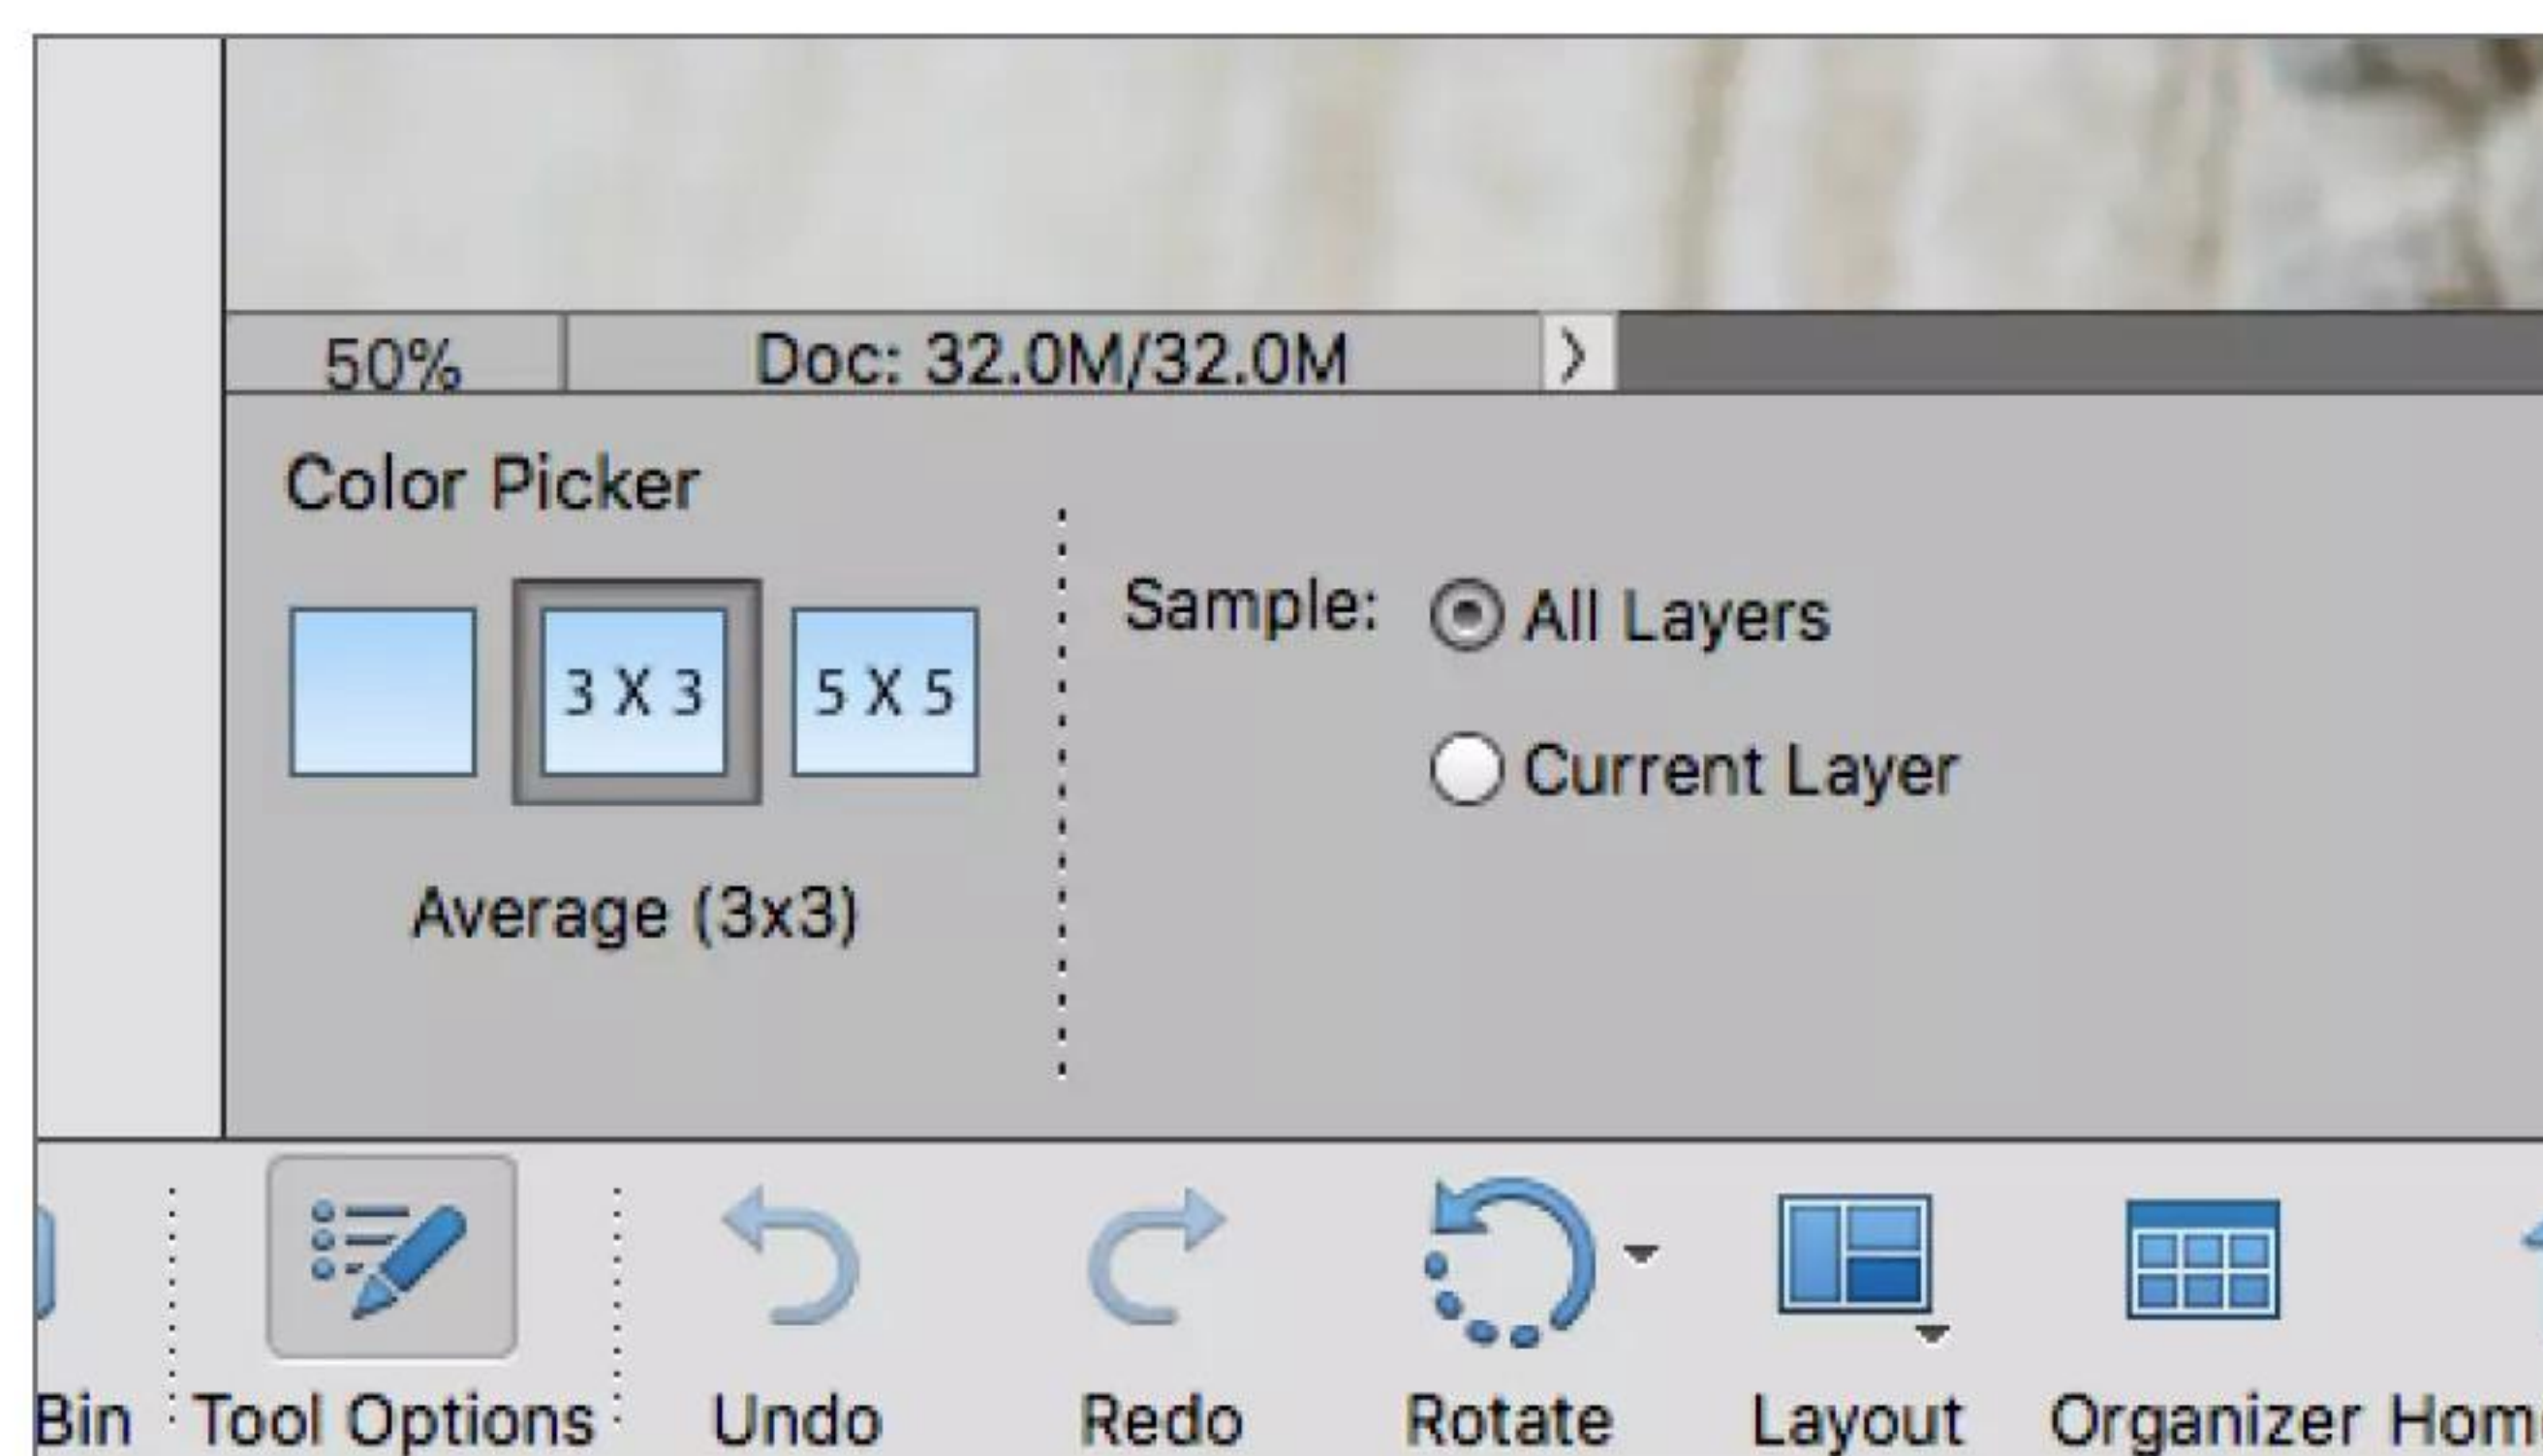 50%
Doc: 32.0M/32.0M
Color Picker
3 X 3
5 X 5
Average (3x3)
Sample:
All Layers
Current Layer
Bin
Tool Options
Undo
Redo
Rotate
Layout
Organizer